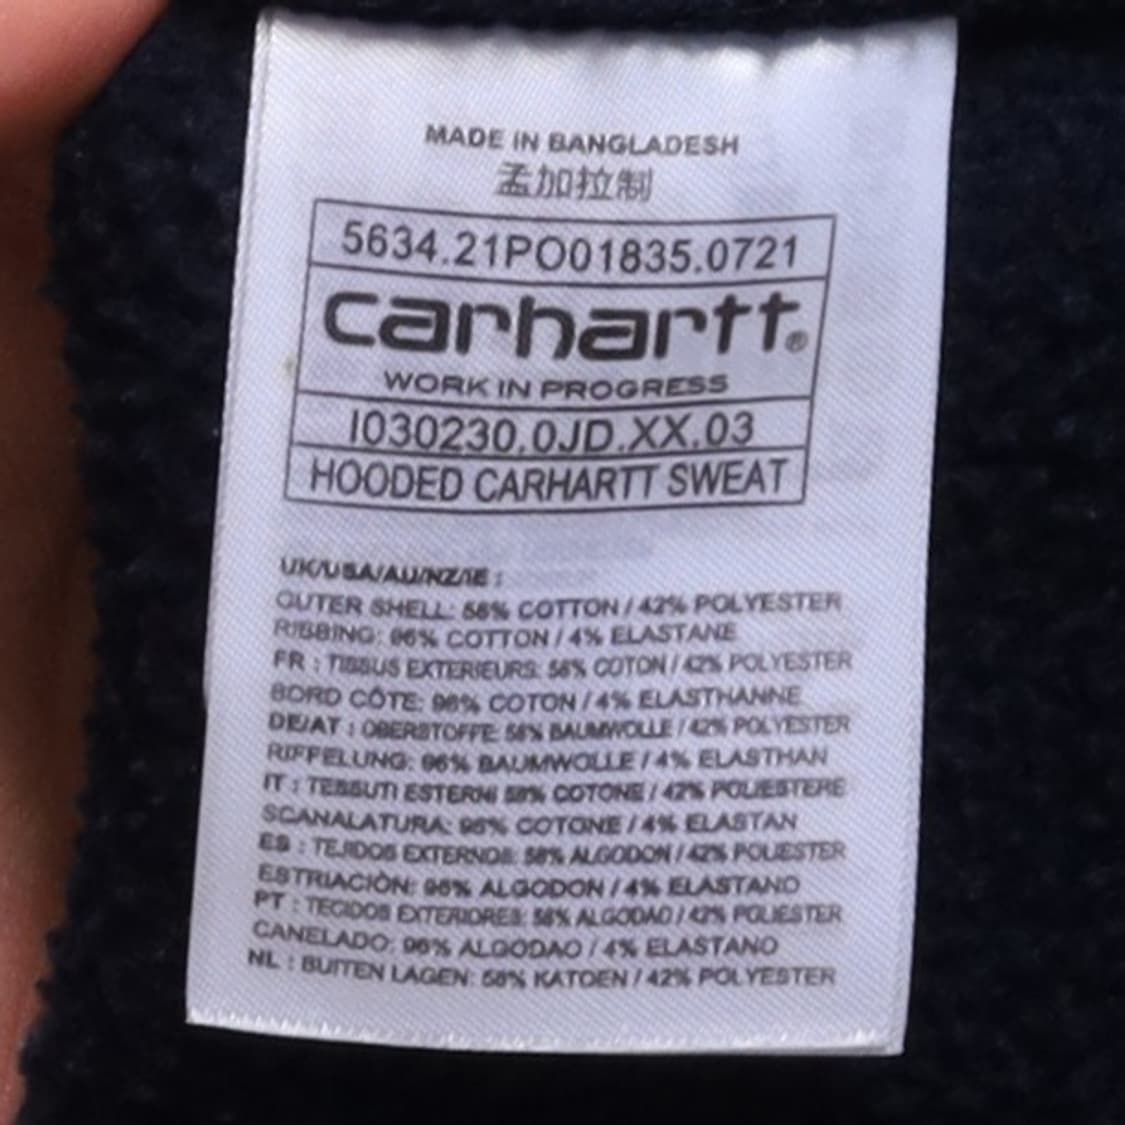 MADE IN BANGLADESH
孟加拉制
5634.21PO01835.0721
carhartt®
WORK IN PROGRESS
I030230.0JD.XX.03
HOODED CARHARTT SWEAT
UK/USA/AU/NZ/IE :
OUTER SHELL: 58% COTTON / 42% POLYESTER
RIBBING: 96% COTTON / 4% ELASTANE
FR : TISSUS EXTERIEURS: 58% COTON / 42% POLYESTER
BORD CÔTE: 96% COTON / 4% ELASTHANNE
DE/AT : OBERSTOFFE: 58% BAUMWOLLE / 42% POLYESTER
RIFFELUNG: 96% BAUMWOLLE / 4% ELASTHAN
IT : TESSUTI ESTERNI 58% COTONE / 42% POLIESTERE
SCANALATURA: 96% COTONE / 4% ELASTAN
ES : TEJIDOS EXTERNOS: 58% ALGODON / 42% POLIESTER
ESTRIACIÓN: 96% ALGODON / 4% ELASTANO
PT : TECIDOS EXTERIORES: 58% ALGODAO / 42% POLIESTER
CANELADO: 96% ALGODAO / 4% ELASTANO
NL : BUITEN LAGEN: 58% KATOEN / 42% POLYESTER